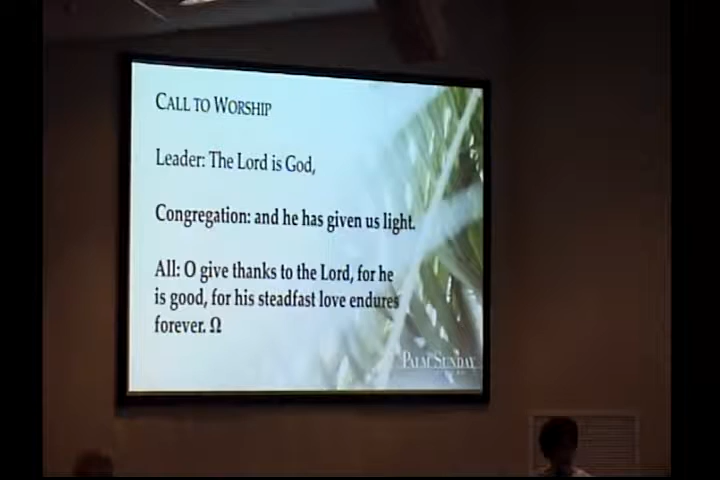 CALL TO WORSHIP
Leader: The Lord is God,
Congregation: and he has given us light.
All: O give thanks to the Lord, for he
is good, for his steadfast love endures
forever. Ω
PALM SUNDAY